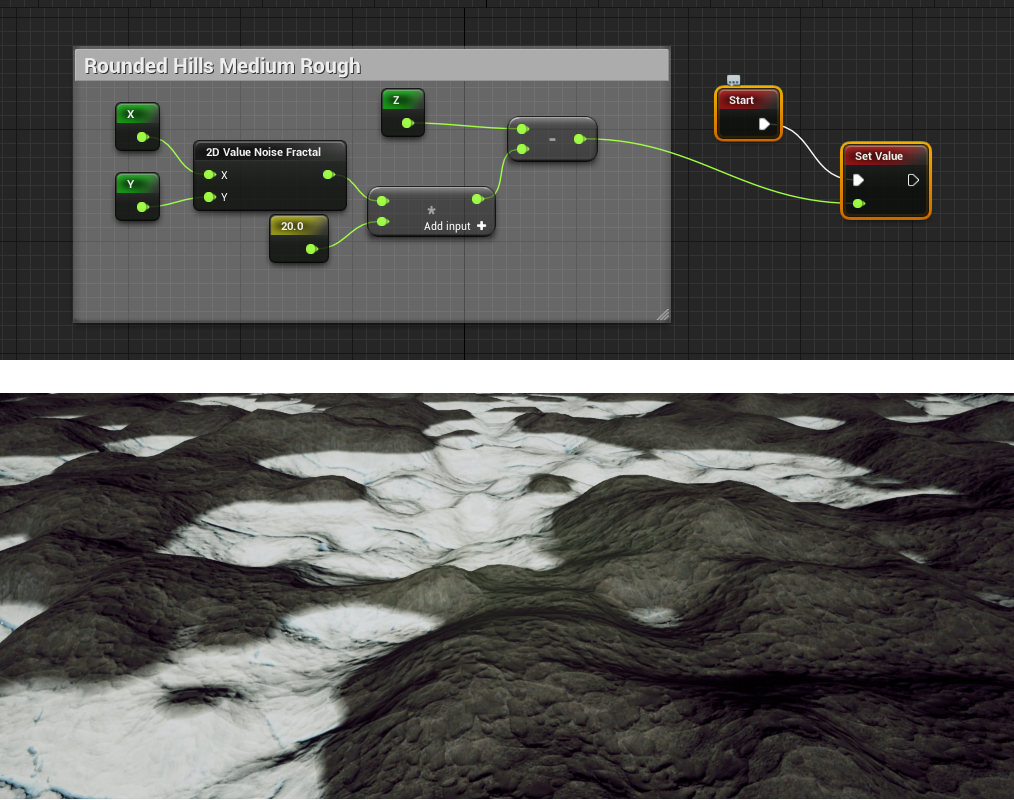 Rounded Hills Medium Rough
X
Z
Start
2D Value Noise Fractal
-
Set Value
X
Y
Y
*
20.0
Add input +